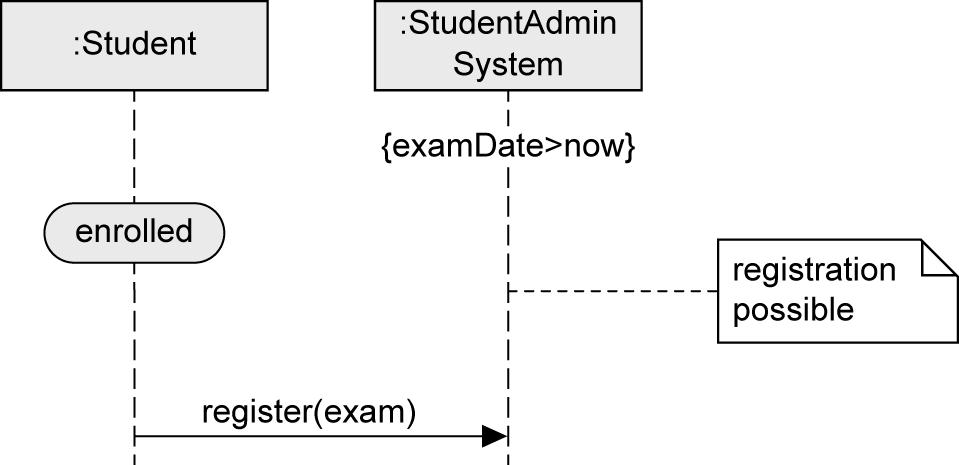 :Student
:StudentAdmin
System
{examDate>now}
enrolled
registration
possible
register(exam)